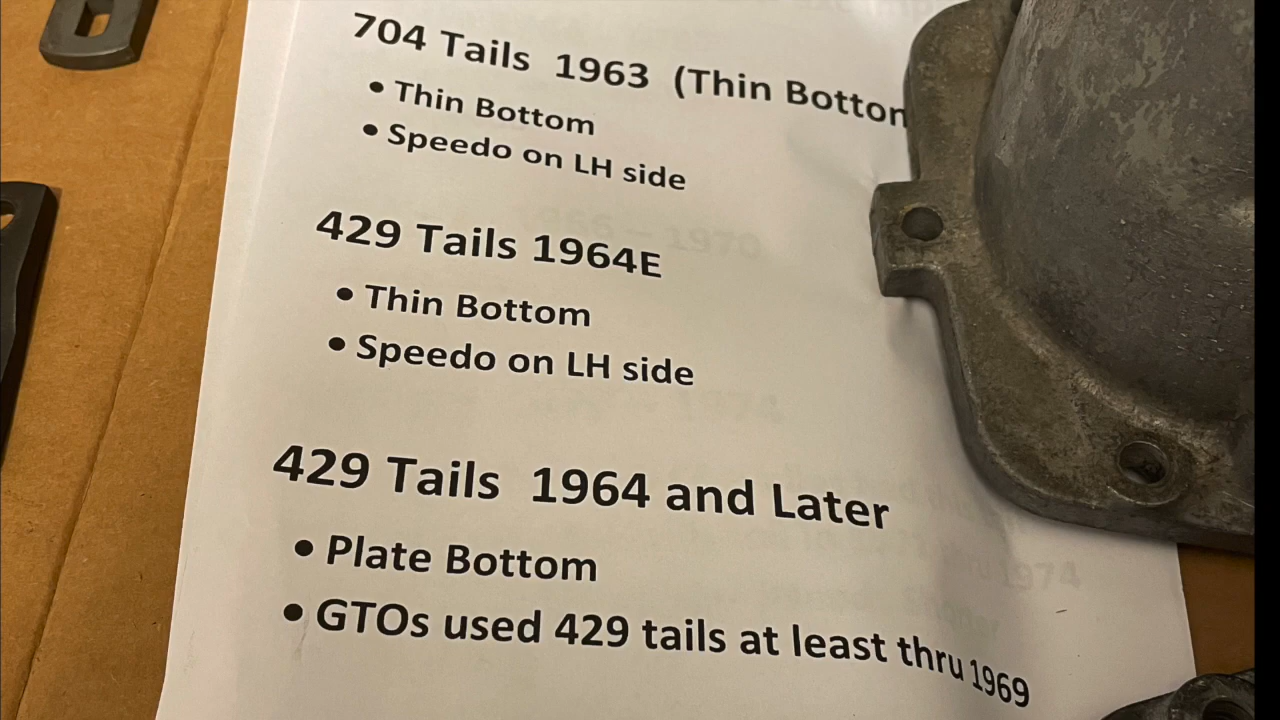 704 Tails 1963 (Thin Bottom
• Thin Bottom
• Speedo on LH side
429 Tails 1964E
• Thin Bottom
• Speedo on LH side
429 Tails 1964 and Later
• Plate Bottom
• GTOs used 429 tails at least thru 1969